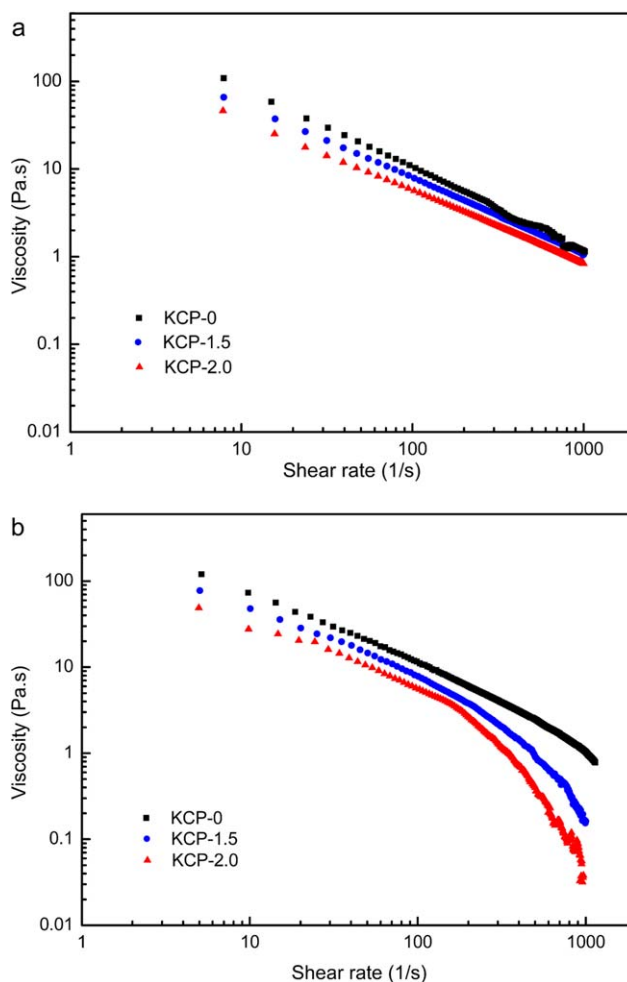 a
100
10
1
0.1
0.01
Viscosity (Pa.s)
KCP-0
KCP-1.5
KCP-2.0
1 10 100 1000
Shear rate (1/s)
b
100
10
1
0.1
0.01
Viscosity (Pa.s)
KCP-0
KCP-1.5
KCP-2.0
1 10 100 1000
Shear rate (1/s)